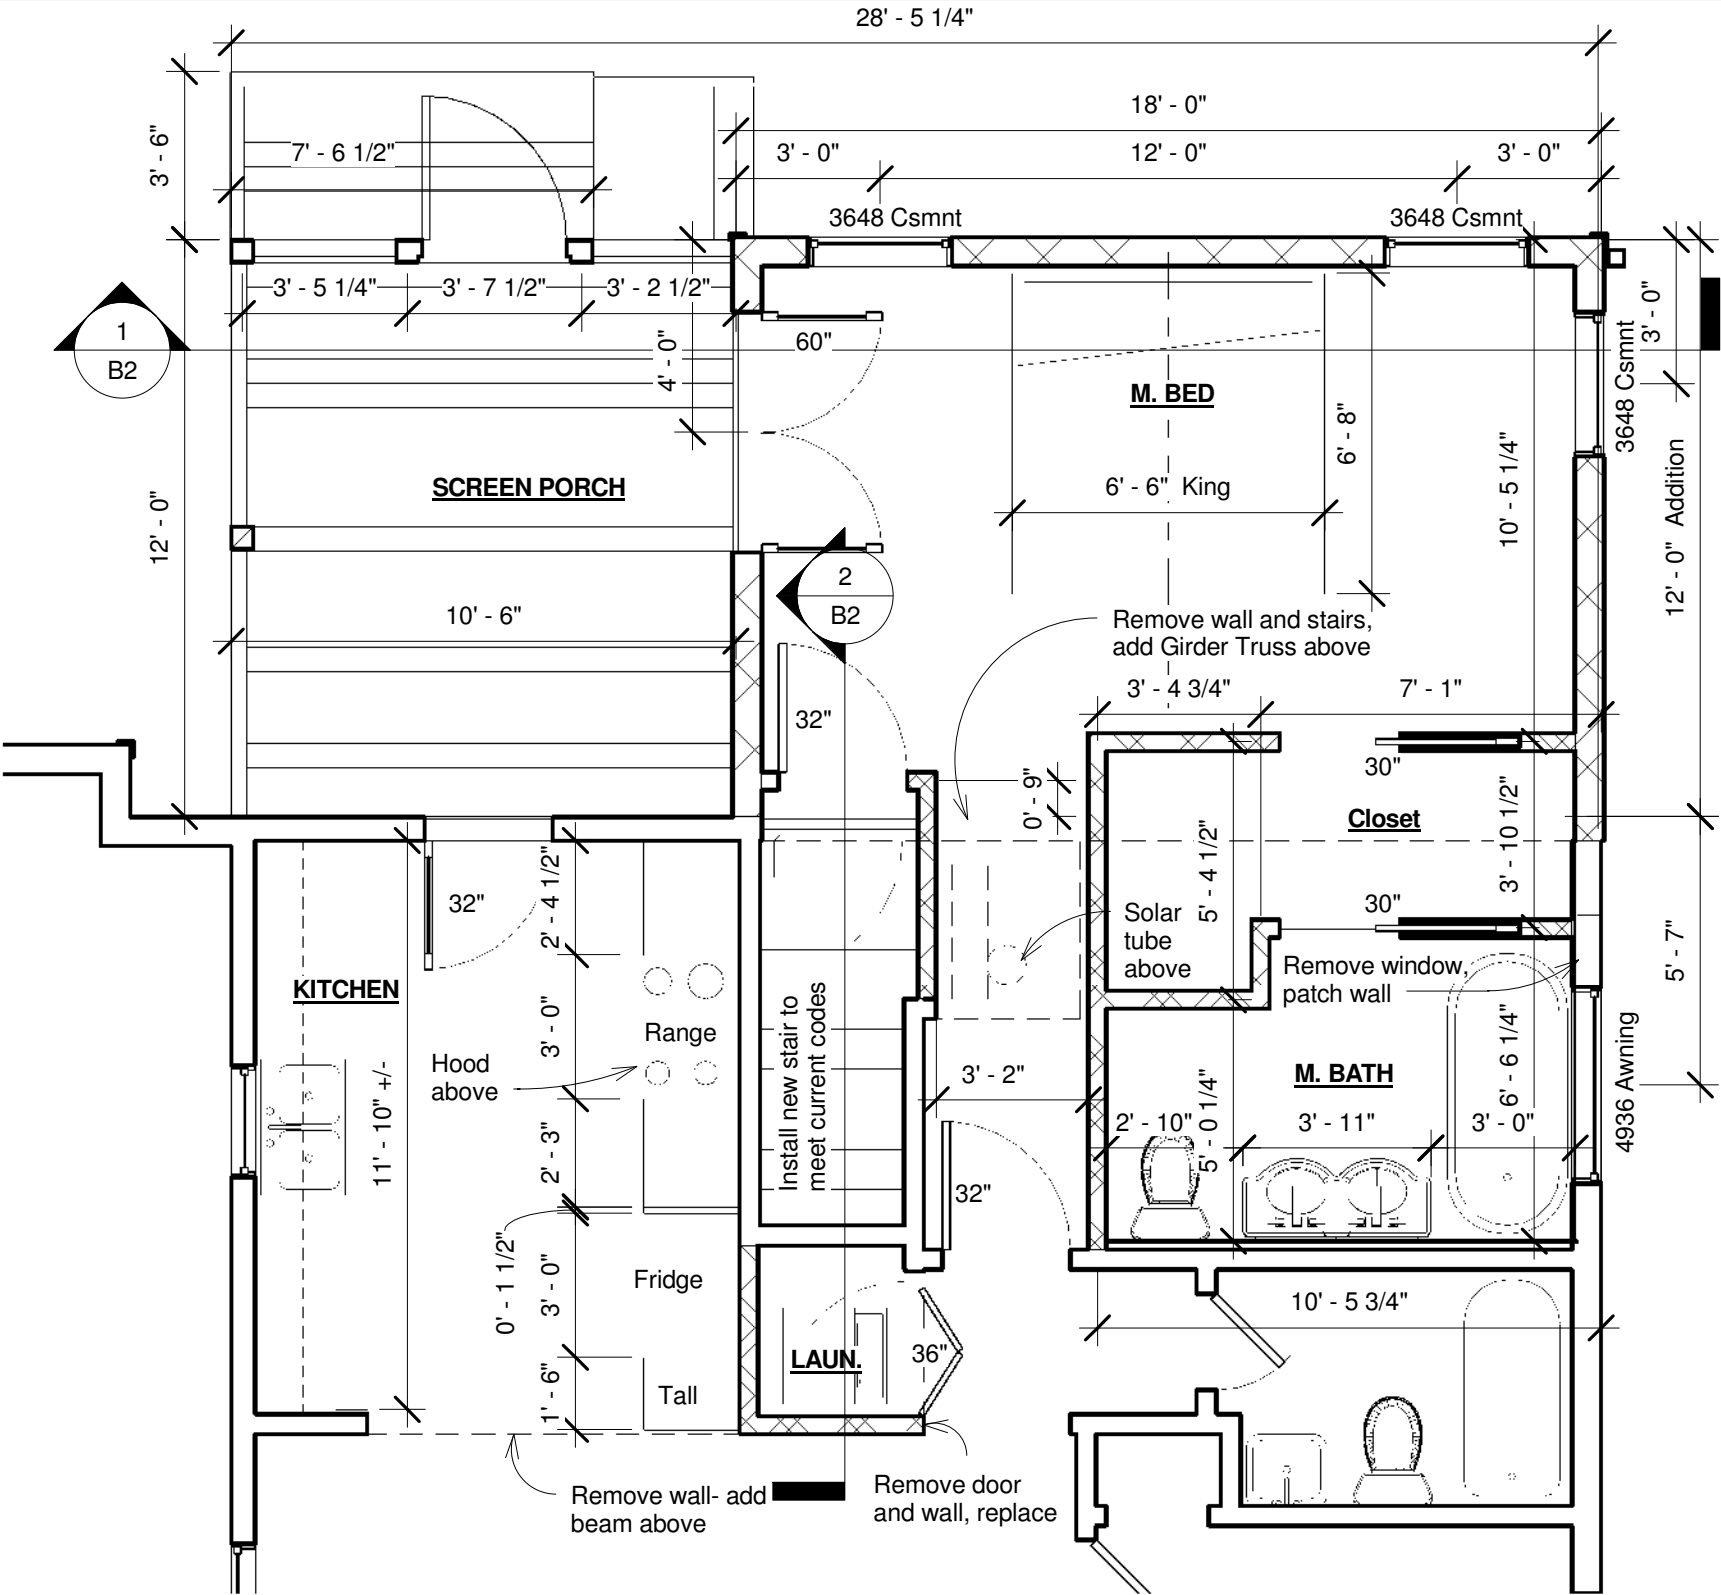 28' - 5 1/4"
18' - 0"
3' - 6"
7' - 6 1/2"
3' - 0"
12' - 0"
3' - 0"
3648 Csmnt
3648 Csmnt
3' - 5 1/4"
3' - 7 1/2"
3' - 2 1/2"
1
B2
60"
4' - 0"
3648 Csmnt
3' - 0"
M. BED
6' - 8"
10' - 5 1/4"
12' - 0" Addition
SCREEN PORCH
6' - 6" King
12' - 0"
2
B2
10' - 6"
Remove wall and stairs,
add Girder Truss above
3' - 4 3/4"
7' - 1"
32"
30"
0' - 9"
Closet
3' - 10 1/2"
5' - 4 1/2"
2' - 4 1/2"
32"
30"
Solar
tube
above
5' - 7"
Remove window,
patch wall
KITCHEN
3' - 0"
Range
Hood
above
11' - 10" +/-
Install new stair to
meet current codes
3' - 2"
M. BATH
6' - 6 1/4"
4936 Awning
2' - 10"
5' - 0 1/4"
3' - 11"
3' - 0"
2' - 3"
32"
0' - 1 1/2"
3' - 0"
Fridge
10' - 5 3/4"
LAUN.
36"
1' - 6"
Tall
Remove wall- add
beam above
Remove door
and wall, replace